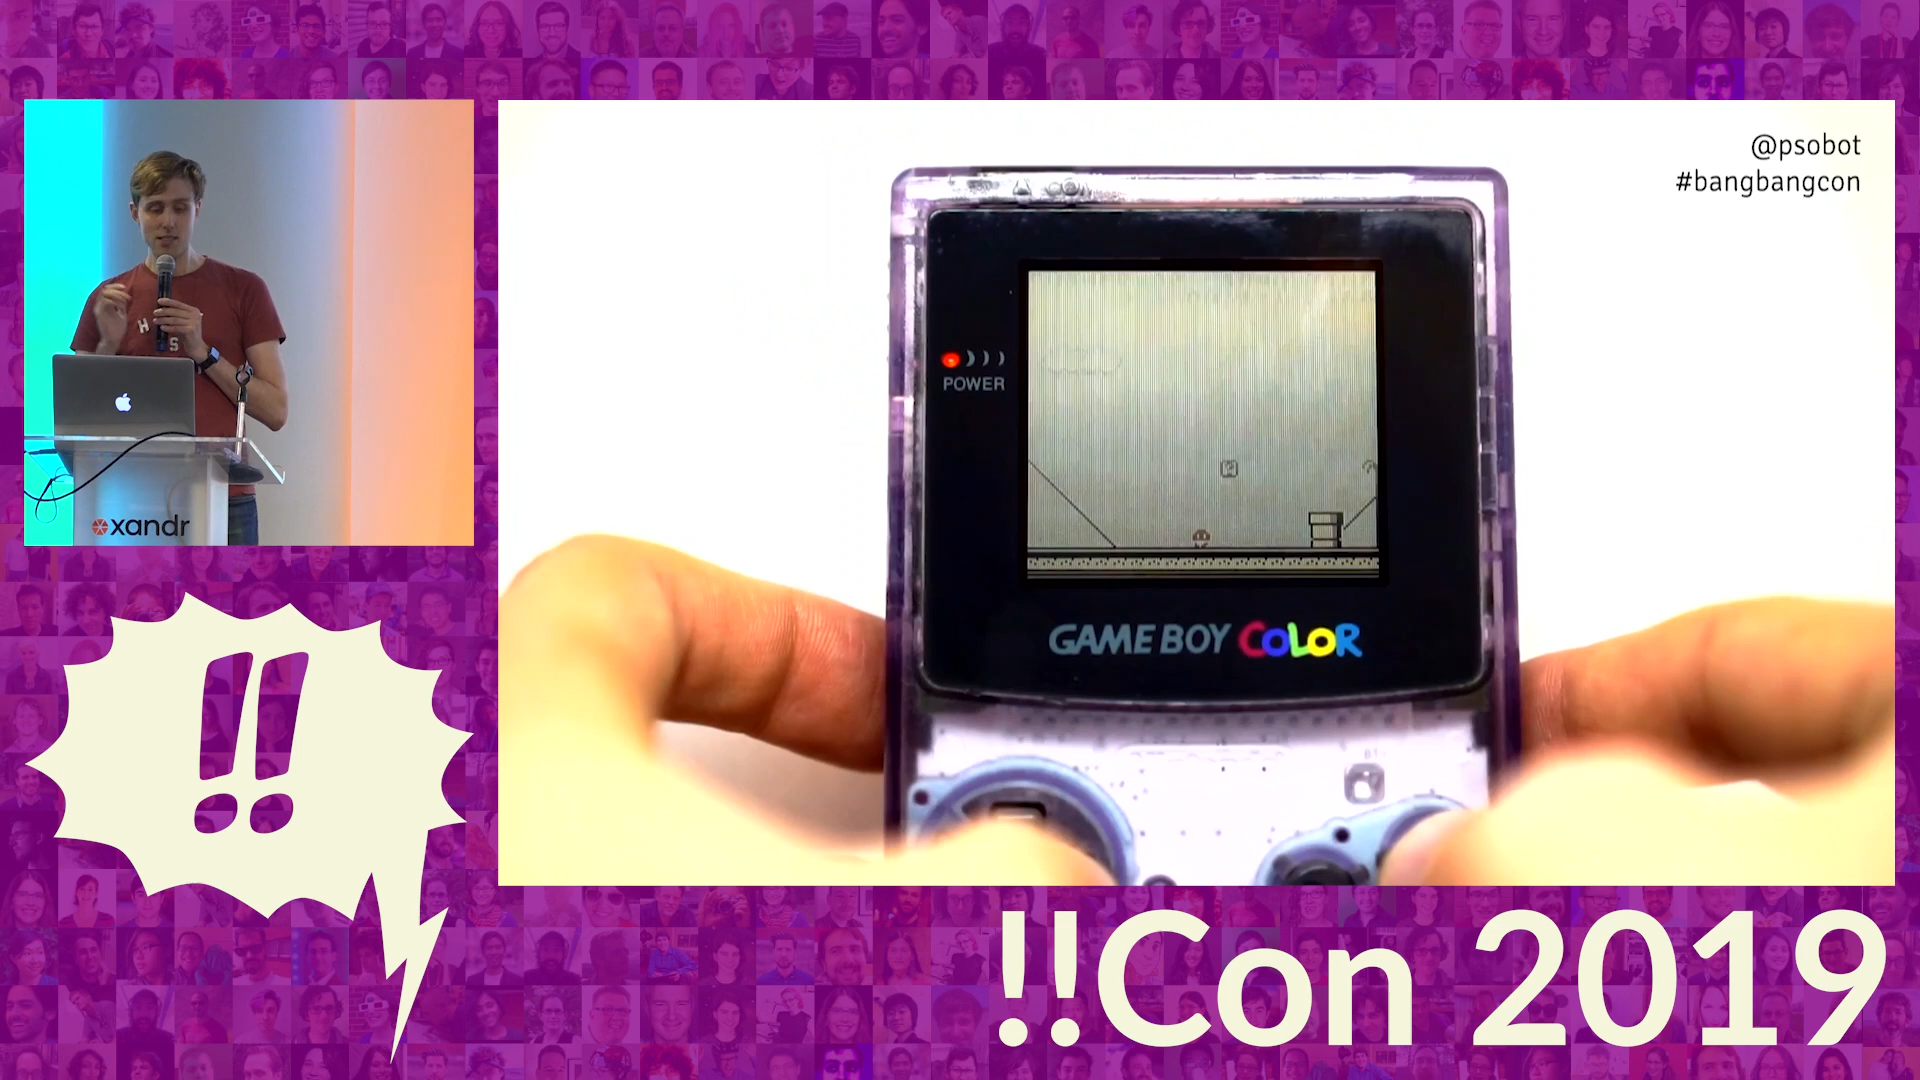 @psobot
#bangbangcon
POWER
GAME BOY COLOR
H
S
xandr
!!
!!Con 2019